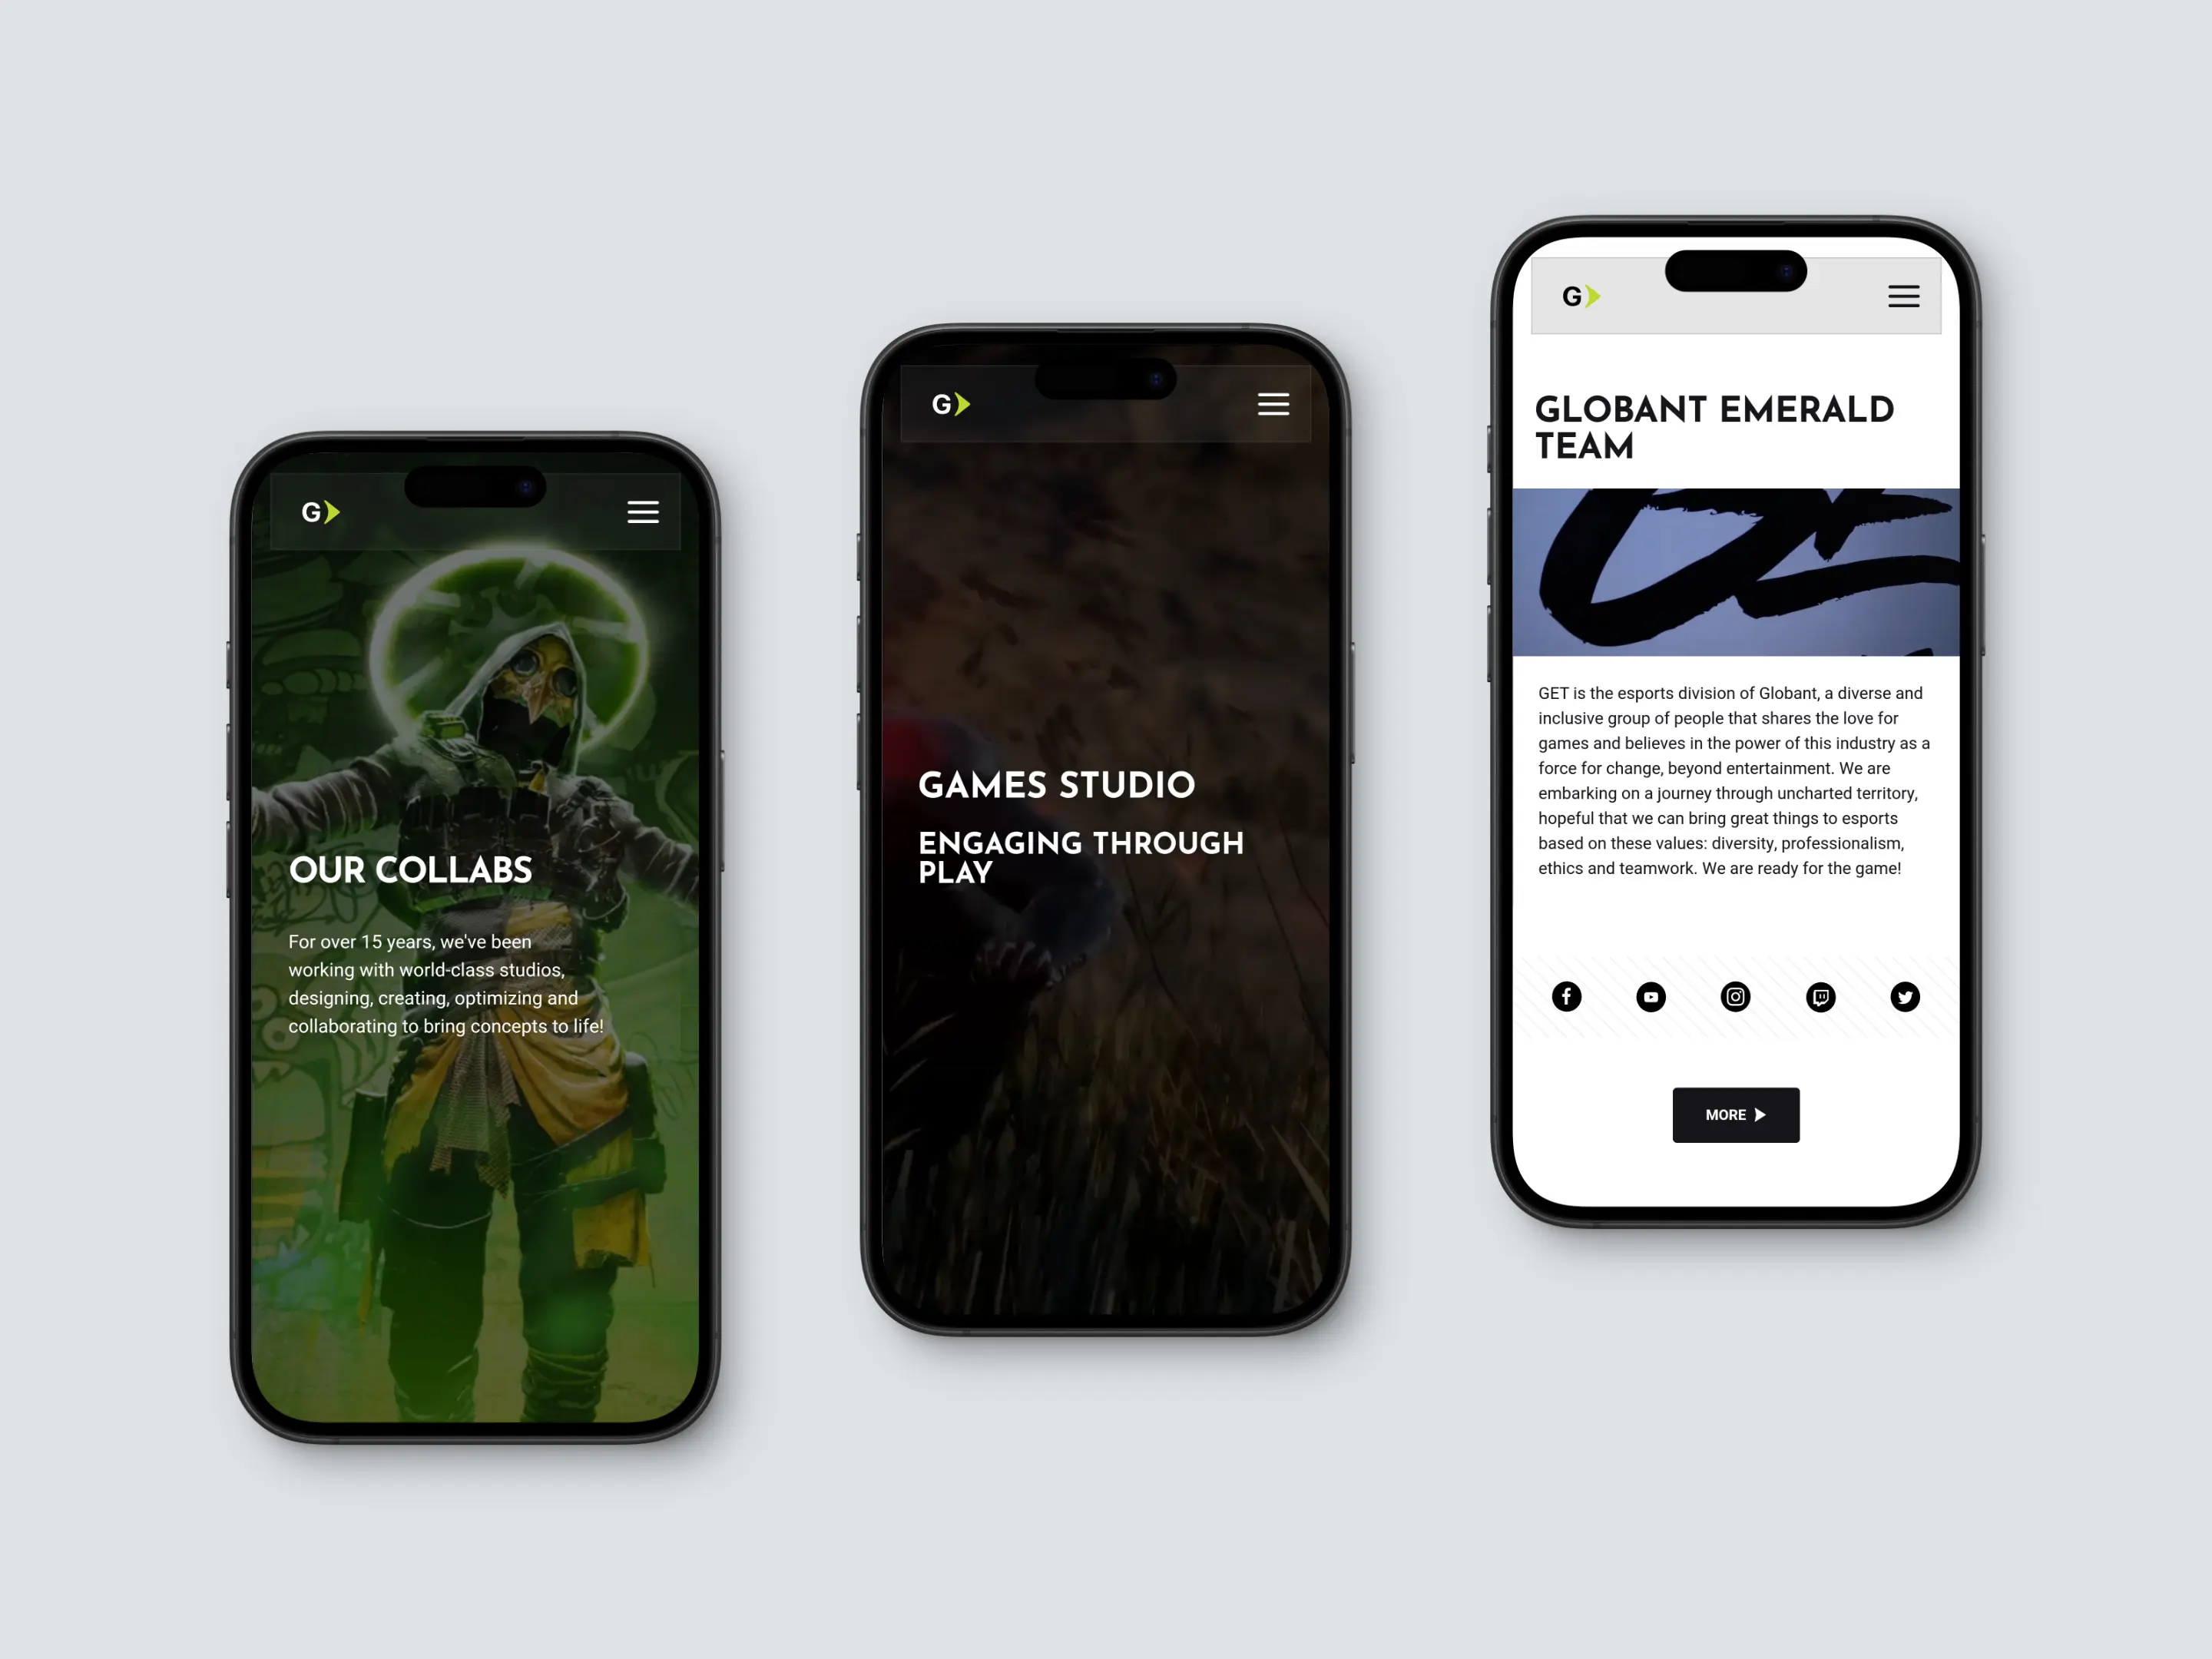 G
OUR COLLABS
For over 15 years, we've been
working with world-class studios,
designing, creating, optimizing and
collaborating to bring concepts to life!
G
GAMES STUDIO
ENGAGING THROUGH
PLAY
G
GLOBANT EMERALD
TEAM
GET is the esports division of Globant, a diverse and
inclusive group of people that shares the love for
games and believes in the power of this industry as a
force for change, beyond entertainment. We are
embarking on a journey through uncharted territory,
hopeful that we can bring great things to esports
based on these values: diversity, professionalism,
ethics and teamwork. We are ready for the game!
MORE